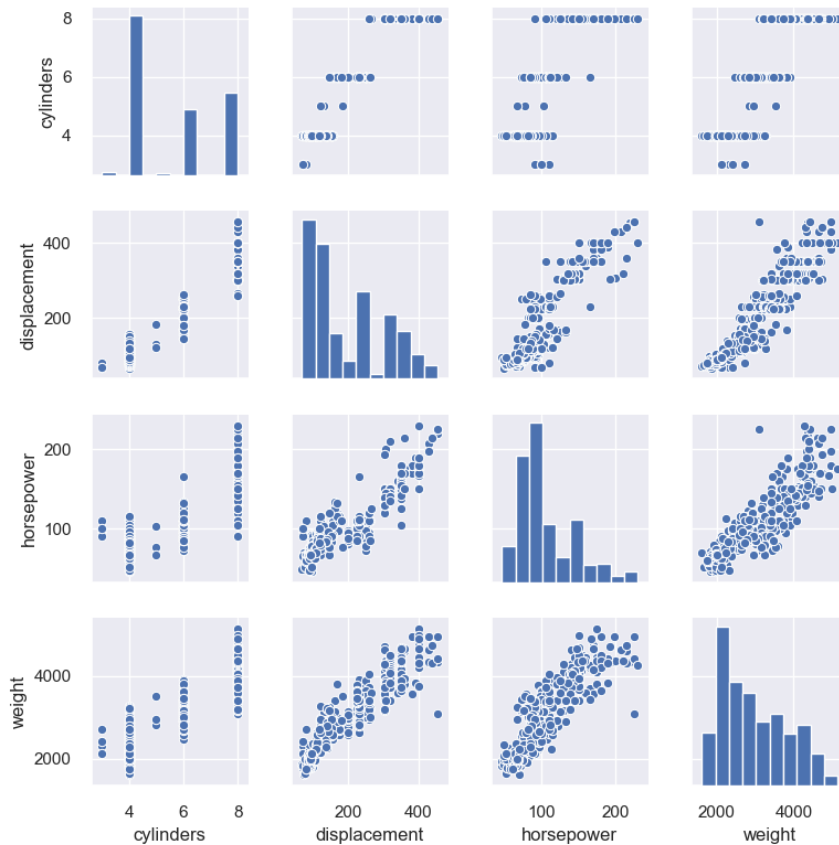 8
6
4
cylinders
400
200
displacement
200
100
horsepower
4000
2000
weight
4 6 8 200 400 100 200 2000 4000
cylinders displacement horsepower weight